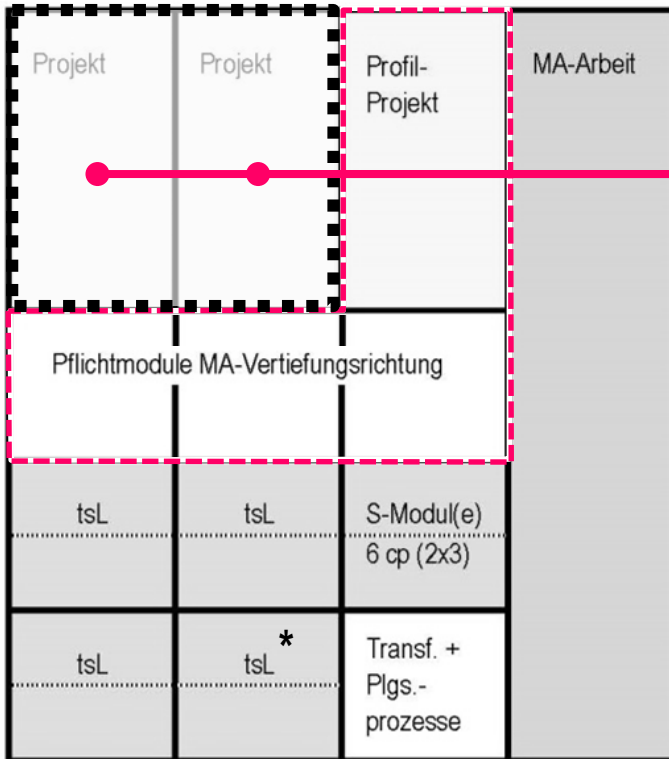 Projekt
Projekt
Profil-
Projekt
MA-Arbeit
Pflichtmodule MA-Vertiefungsrichtung
tsL
tsL
S-Modul(e)
6 cp (2x3)
tsL
tsL *
Transf. +
Plgs.-
prozesse